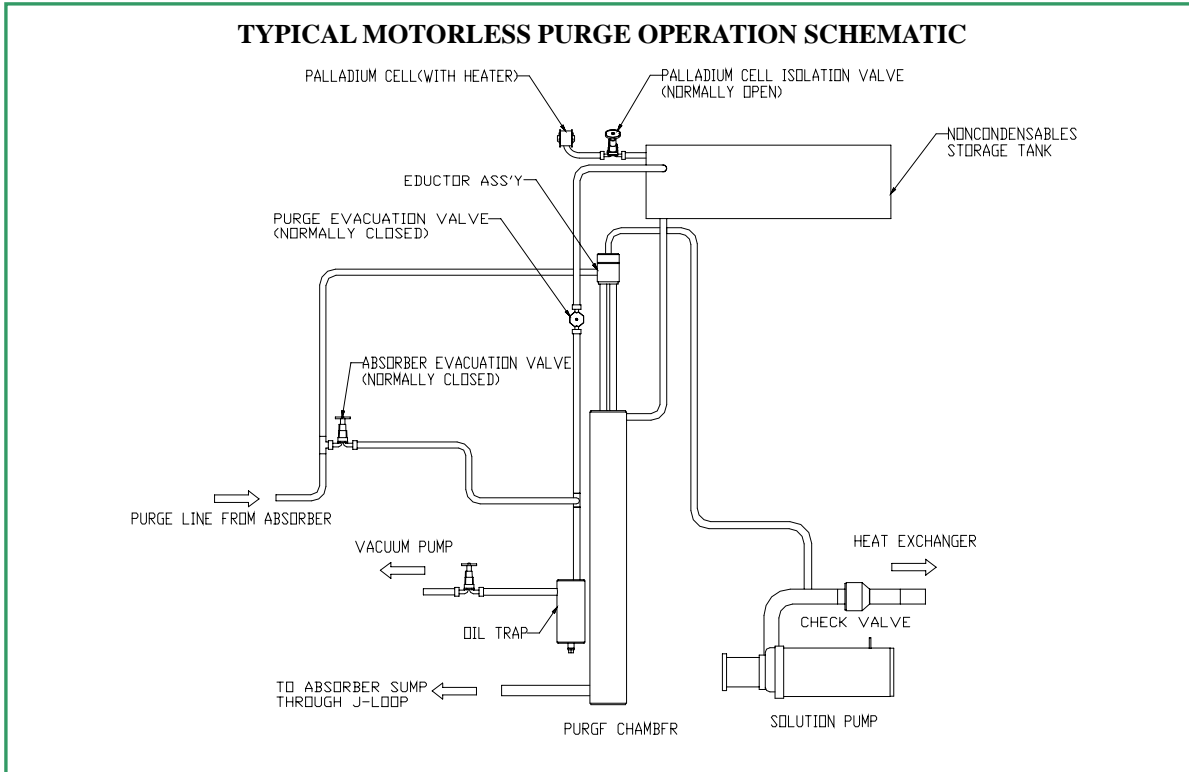 TYPICAL MOTORLESS PURGE OPERATION SCHEMATIC
PALLADIUM CELL(WITH HEATER)
PALLADIUM CELL ISOLATION VALVE
(NORMALLY OPEN)
NONCONDENSABLES
STORAGE TANK
EDUCTOR ASS'Y
PURGE EVACUATION VALVE
(NORMALLY CLOSED)
ABSORBER EVACUATION VALVE
(NORMALLY CLOSED)
PURGE LINE FROM ABSORBER
VACUUM PUMP
HEAT EXCHANGER
OIL TRAP
CHECK VALVE
TO ABSORBER SUMP
THROUGH J-LOOP
PURGF CHAMBFR
SOLUTION PUMP